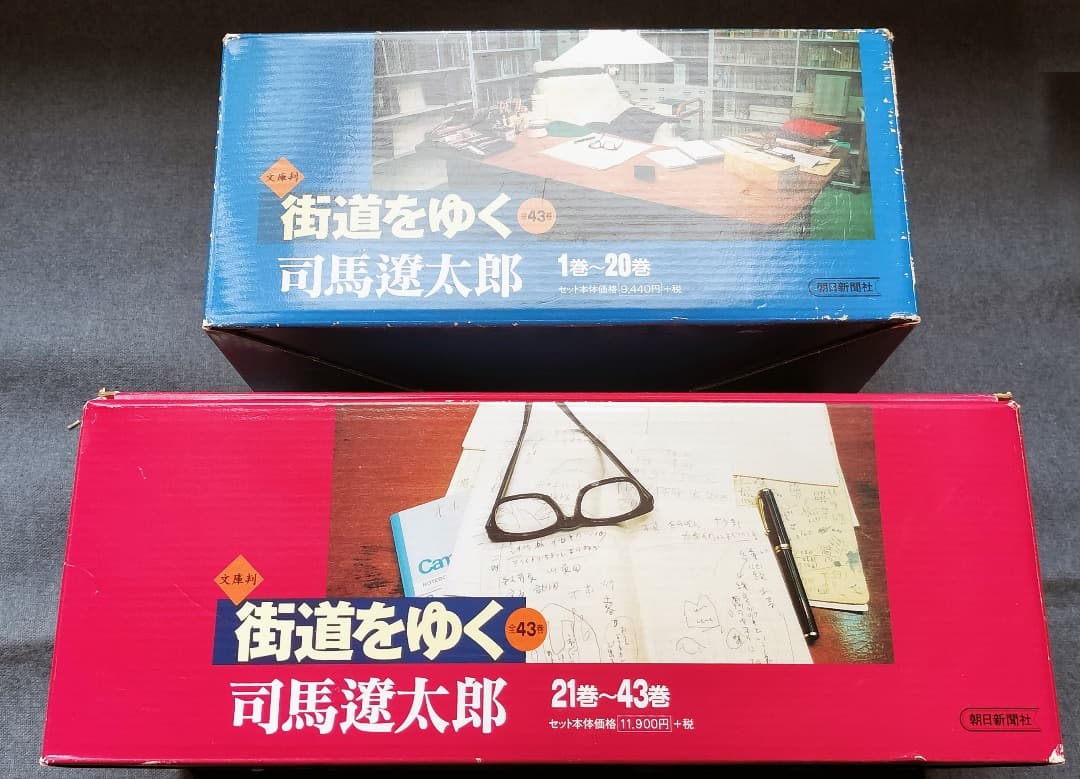 文庫判
街道をゆく
全43巻
司馬遼太郎
1巻~20巻
セット本体価格 9,440円 +税
朝日新聞社
文庫判
街道をゆく
全43巻
司馬遼太郎
21巻~43巻
セット本体価格 11,900円 +税
朝日新聞社